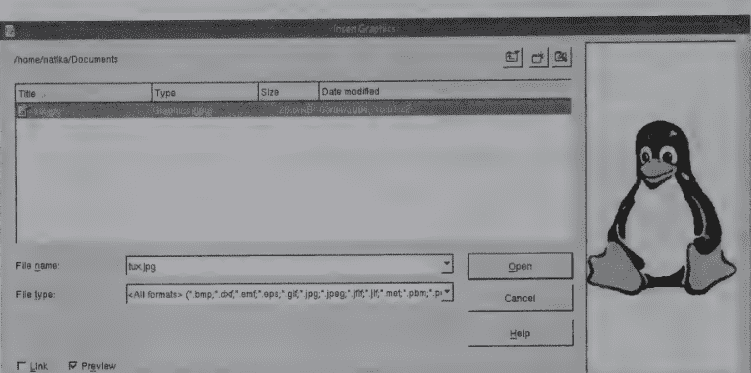 Insert Graphics
/home/natika/Documents
Title Type Size Date modified
File name: tux.jpg Open
File type: <All formats> (*.bmp;*.dxf;*.emf;*.eps;*.gif;*.jpg;*.jpeg;*.jfif;*.jif;*.met;*.pbm;*.p
Cancel
Help
Link Preview